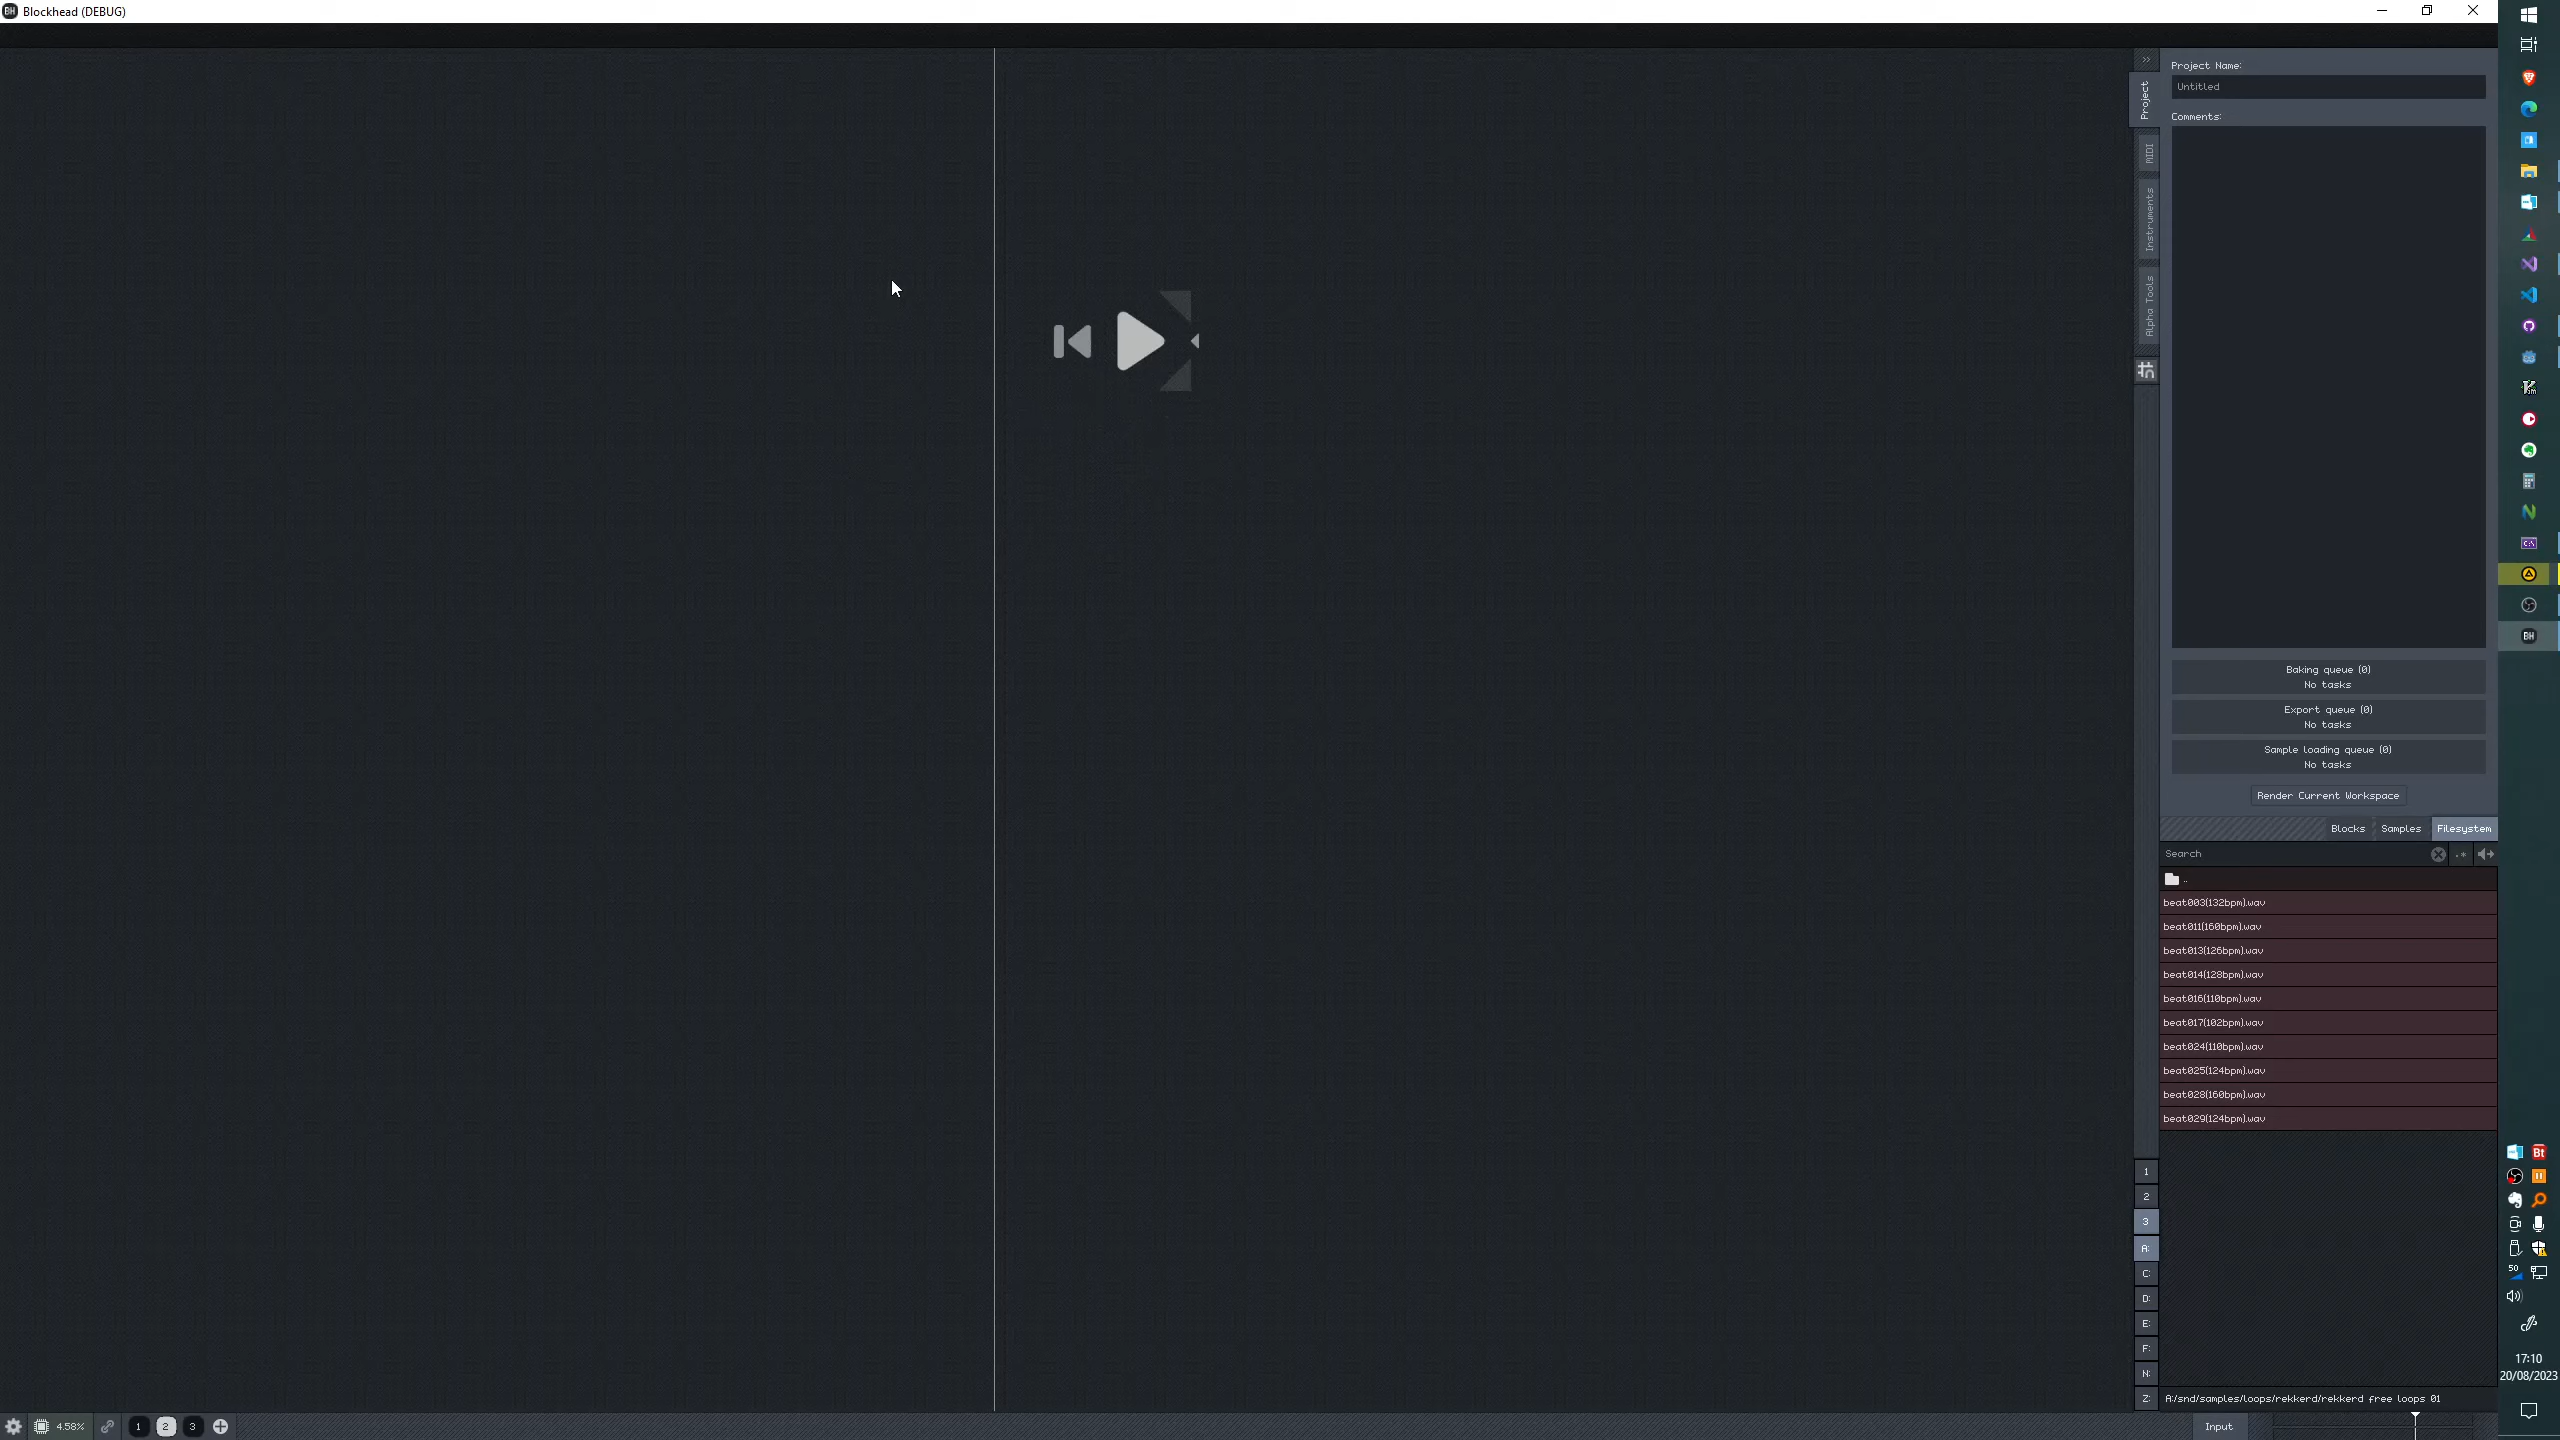 Blockhead (DEBUG)
Project Name:
Untitled
Comments:
Project
MIDI
Instruments
Alpha Tools
Baking queue (0)
No tasks
Export queue (0)
No tasks
Sample loading queue (0)
No tasks
Render Current Workspace
Blocks Samples Filesystem
Search .*
..
beat003(132bpm).wav
beat011(160bpm).wav
beat013(126bpm).wav
beat014(128bpm).wav
beat016(110bpm).wav
beat017(102bpm).wav
beat024(110bpm).wav
beat025(124bpm).wav
beat028(160bpm).wav
beat029(124bpm).wav
1
2
3
A:
C:
D:
E:
F:
N:
Z:
A:/snd/samples/loops/rekkerd/rekkerd free loops 01
4.58% 1 2 3
Input
BH
Bt
50
17:10
20/08/2023